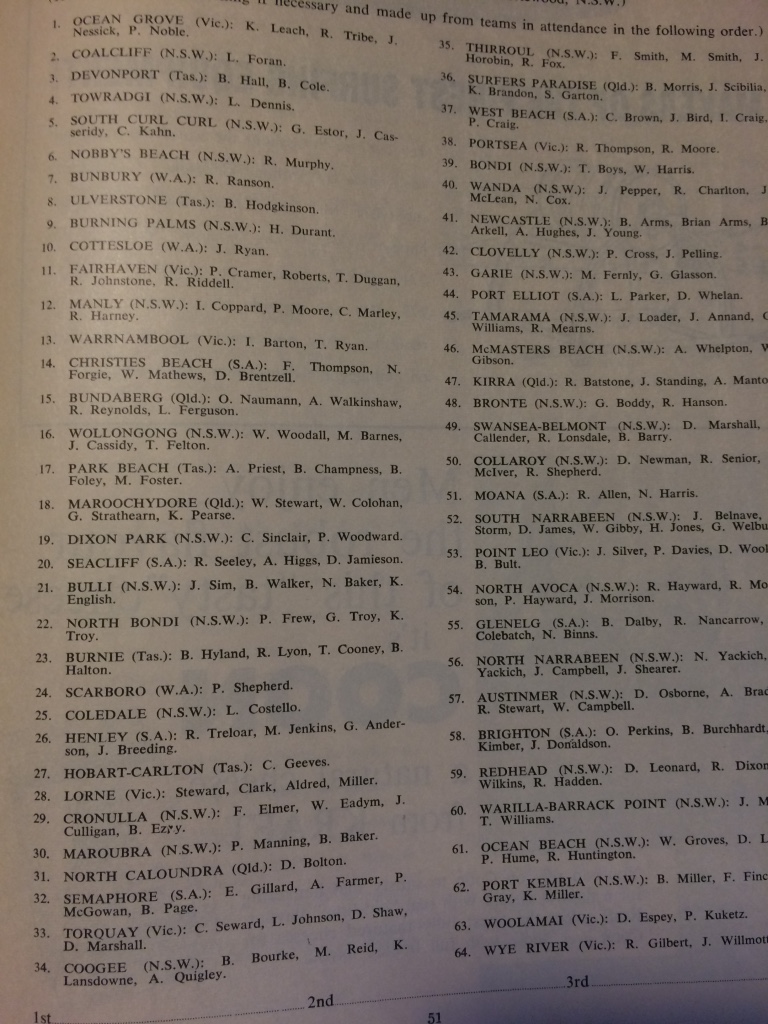 if necessary and made up from teams in attendance in the following order.)
1. OCEAN GROVE (Vic.): K. Leach, R. Tribe, J.
Nessick, P. Noble.
2. COALCLIFF (N.S.W.): L. Foran.
3. DEVONPORT (Tas.): B. Hall, B. Cole.
4. TOWRADGI (N.S.W.): L. Dennis.
5. SOUTH CURL CURL (N.S.W.): G. Estor, J. Cas-
seridy, C. Kahn.
6. NOBBY'S BEACH (N.S.W.): R. Murphy.
7. BUNBURY (W.A.): R. Ranson.
8. ULVERSTONE (Tas.): B. Hodgkinson.
9. BURNING PALMS (N.S.W.): H. Durant.
10. COTTESLOE (W.A.): J. Ryan.
11. FAIRHAVEN (Vic.): P. Cramer, Roberts, T. Duggan,
R. Johnstone, R. Riddell.
12. MANLY (N.S.W.): I. Coppard, P. Moore, C. Marley,
R. Harney.
13. WARRNAMBOOL (Vic.): I. Barton, T. Ryan.
14. CHRISTIES BEACH (S.A.): F. Thompson, N.
Forgie, W. Mathews, D. Brentzell.
15. BUNDABERG (Qld.): O. Naumann, A. Walkinshaw,
R. Reynolds, L. Ferguson.
16. WOLLONGONG (N.S.W.): W. Woodall, M. Barnes,
J. Cassidy, T. Felton.
17. PARK BEACH (Tas.): A. Priest, B. Champness, B.
Foley, M. Foster.
18. MAROOCHYDORE (Qld.): W. Stewart, W. Colohan,
G. Strathearn, K. Pearse.
19. DIXON PARK (N.S.W.): C. Sinclair, P. Woodward.
20. SEACLIFF (S.A.): R. Seeley, A. Higgs, D. Jamieson.
21. BULLI (N.S.W.): J. Sim, B. Walker, N. Baker, K.
English.
22. NORTH BONDI (N.S.W.): P. Frew, G. Troy, K.
Troy.
23. BURNIE (Tas.): B. Hyland, R. Lyon, T. Cooney, B.
Halton.
24. SCARBORO (W.A.): P. Shepherd.
25. COLEDALE (N.S.W.): L. Costello.
26. HENLEY (S.A.): R. Treloar, M. Jenkins, G. Ander-
son, J. Breeding.
27. HOBART-CARLTON (Tas.): C. Geeves.
28. LORNE (Vic.): Steward, Clark, Aldred, Miller.
29. CRONULLA (N.S.W.): F. Elmer, W. Eadym, J.
Culligan, B.
30. MAROUBRA (N.S.W.): P. Manning, B. Baker.
31. NORTH CALOUNDRA (Qld.): D. Bolton.
32. SEMAPHORE (S.A.): E. Gillard, A. Farmer, P.
McGowan, B. Page.
33. TORQUAY (Vic.): C. Seward, L. Johnson, D. Shaw,
D. Marshall.
34. COOGEE (N.S.W.): B. Bourke, M. Reid, K.
Lansdowne, A. Quigley.
35. THIRROUL (N.S.W.): F. Smith, M. Smith, J.
Horobin, R. Fox.
36. SURFERS PARADISE (Qld.): B. Morris, J. Scibilia,
K. Brandon, S. Garton.
37. WEST BEACH (S.A.): C. Brown, J. Bird, I. Craig,
P. Craig.
38. PORTSEA (Vic.): R. Thompson, R. Moore.
39. BONDI (N.S.W.): T. Boys, W. Harris.
40. WANDA (N.S.W.): J. Pepper, R. Charlton, J
McLean, N. Cox.
41. NEWCASTLE (N.S.W.): B. Arms, Brian Arms, B
Arkell, A. Hughes, J. Young.
42. CLOVELLY (N.S.W.): P. Cross, J. Pelling.
43. GARIE (N.S.W.): M. Fernly, G. Glasson.
44. PORT ELLIOT (S.A.): L. Parker, D. Whelan.
45. TAMARAMA (N.S.W.): J. Loader, J. Annand,
Williams, R. Mearns.
46. McMASTERS BEACH (N.S.W.): A. Whelpton, W
Gibson.
47. KIRRA (Qld.): R. Batstone, J. Standing, A. Manto
48. BRONTE (N.S.W.): G. Boddy, R. Hanson.
49. SWANSEA-BELMONT (N.S.W.): D. Marshall,
Callender, R. Lonsdale, B. Barry.
50. COLLAROY (N.S.W.): D. Newman, R. Senior,
McIver, R. Shepherd.
51. MOANA (S.A.): R. Allen, N. Harris.
52. SOUTH NARRABEEN (N.S.W.): J. Belnave,
Storm, D. James, W. Gibby, H. Jones, G. Welbu
53. POINT LEO (Vic.): J. Silver, P. Davies, D. Wool
B. Bult.
54. NORTH AVOCA (N.S.W.): R. Hayward, R. Mo
son, P. Hayward, J. Morrison.
55. GLENELG (S.A.): B. Dalby, R. Nancarrow,
Colebatch, N. Binns.
56. NORTH NARRABEEN (N.S.W.): N. Yackich,
Yackich, J. Campbell, J. Shearer.
57. AUSTINMER (N.S.W.): D. Osborne, A. Brad
R. Stewart, W. Campbell.
58. BRIGHTON (S.A.): O. Perkins, B. Burchhardt,
Kimber, J. Donaldson.
59. REDHEAD (N.S.W.): D. Leonard, R. Dixon
Wilkins, R. Hadden.
60. WARILLA-BARRACK POINT (N.S.W.): J. M
T. Williams.
61. OCEAN BEACH (N.S.W.): W. Groves, D. L
P. Hume, R. Huntington.
62. PORT KEMBLA (N.S.W.): B. Miller, F. Finc
Gray, K. Miller.
63. WOOLAMAI (Vic.): D. Espey, P. Kuketz.
64. WYE RIVER (Vic.): R. Gilbert, J. Willmot
1st 2nd 3rd
51